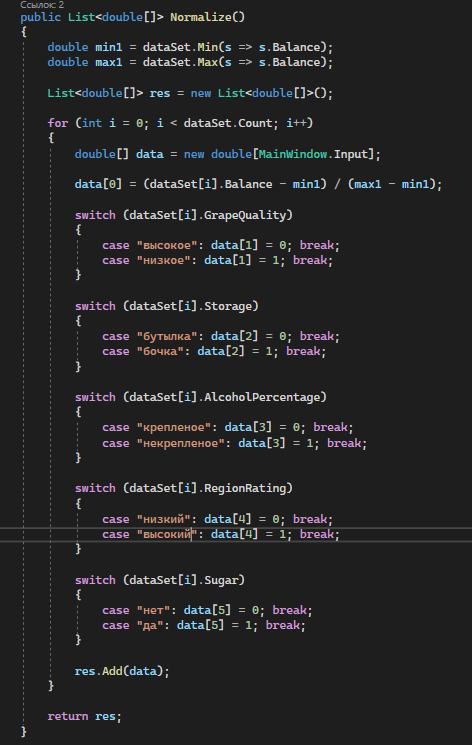 Ссылок: 2
public List<double[]> Normalize()
{
double min1 = dataSet.Min(s => s.Balance);
double max1 = dataSet.Max(s => s.Balance);
List<double[]> res = new List<double[]>();
for (int i = 0; i < dataSet.Count; i++)
{
double[] data = new double[MainWindow.Input];
data[0] = (dataSet[i].Balance - min1) / (max1 - min1);
switch (dataSet[i].GrapeQuality)
{
case "высокое": data[1] = 0; break;
case "низкое": data[1] = 1; break;
}
switch (dataSet[i].Storage)
{
case "бутылка": data[2] = 0; break;
case "бочка": data[2] = 1; break;
}
switch (dataSet[i].AlcoholPercentage)
{
case "крепленое": data[3] = 0; break;
case "некрепленое": data[3] = 1; break;
}
switch (dataSet[i].RegionRating)
{
case "низкий": data[4] = 0; break;
case "высокий": data[4] = 1; break;
}
switch (dataSet[i].Sugar)
{
case "нет": data[5] = 0; break;
case "да": data[5] = 1; break;
}
res.Add(data);
}
return res;
}